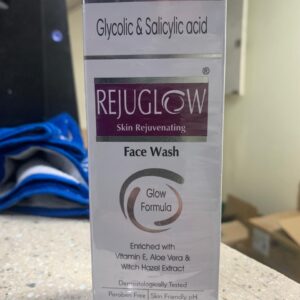 Glycolic & Salicylic acid
REJUGLOW®
Skin Rejuvenating
Face Wash
Glow
Formula
Enriched with
Vitamin E, Aloe Vera &
Witch Hazel Extract
Dermatologically Tested
Paraben Free | Skin Friendly pH